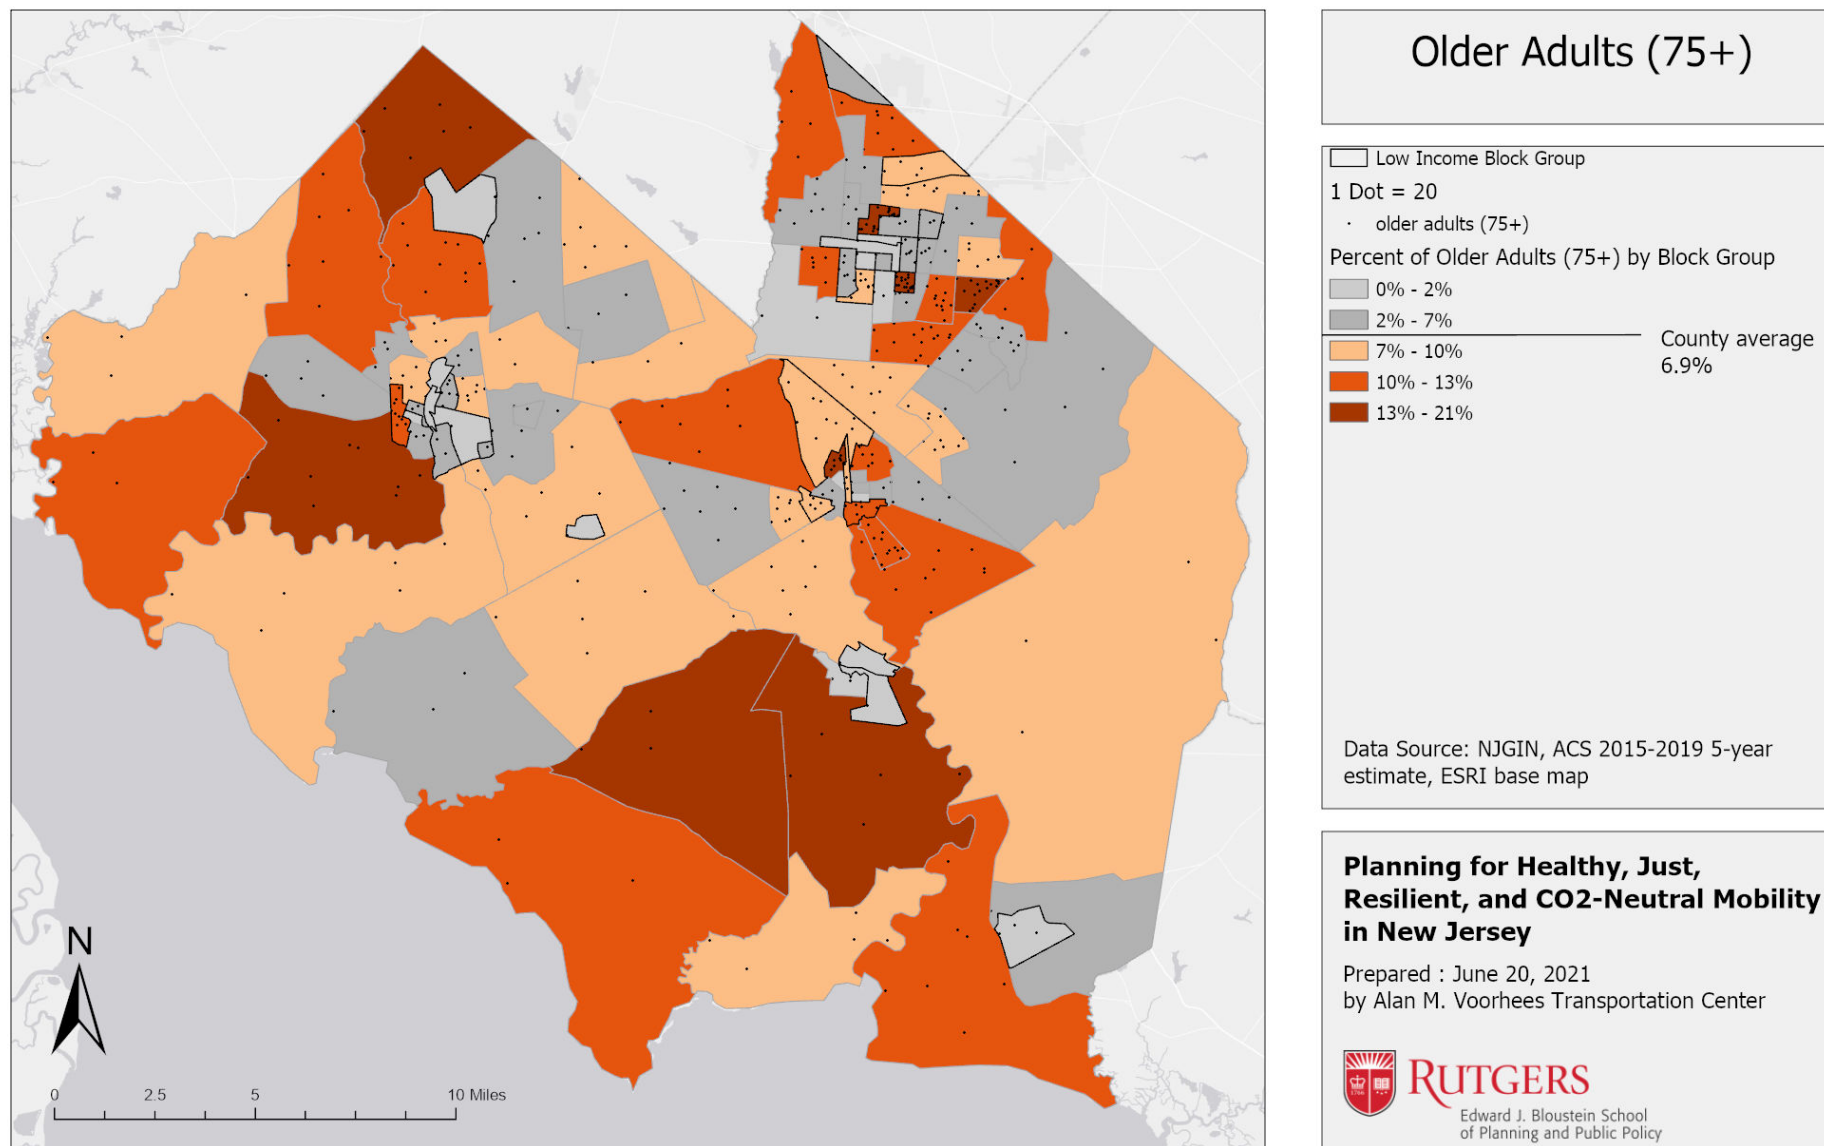 Older Adults (75+)
Low Income Block Group
1 Dot = 20
older adults (75+)
Percent of Older Adults (75+) by Block Group
0% - 2%
2% - 7%
County average
6.9%
7% - 10%
10% - 13%
13% - 21%
Data Source: NJGIN, ACS 2015-2019 5-year
estimate, ESRI base map
Planning for Healthy, Just,
Resilient, and CO2-Neutral Mobility
in New Jersey
Prepared : June 20, 2021
by Alan M. Voorhees Transportation Center
1766
RUTGERS
Edward J. Bloustein School
of Planning and Public Policy
N
0 2.5 5 10 Miles